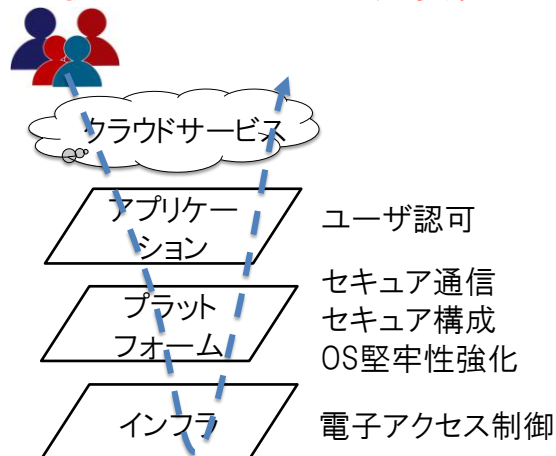 クラウドサービス
アプリケー
ション
ユーザ認可
プラット
フォーム
セキュア通信
セキュア構成
OS堅牢性強化
インフラ
電子アクセス制御